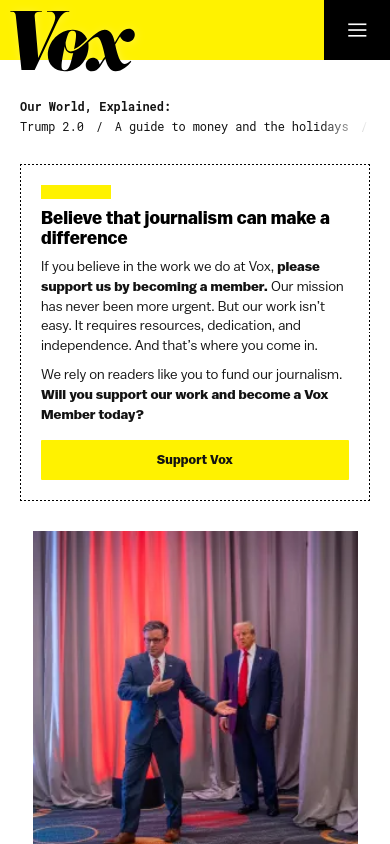 Vox
Our World, Explained:
Trump 2.0 / A guide to money and the holidays /
Believe that journalism can make a
difference
If you believe in the work we do at Vox, please
support us by becoming a member. Our mission
has never been more urgent. But our work isn’t
easy. It requires resources, dedication, and
independence. And that’s where you come in.
We rely on readers like you to fund our journalism.
Will you support our work and become a Vox
Member today?
Support Vox